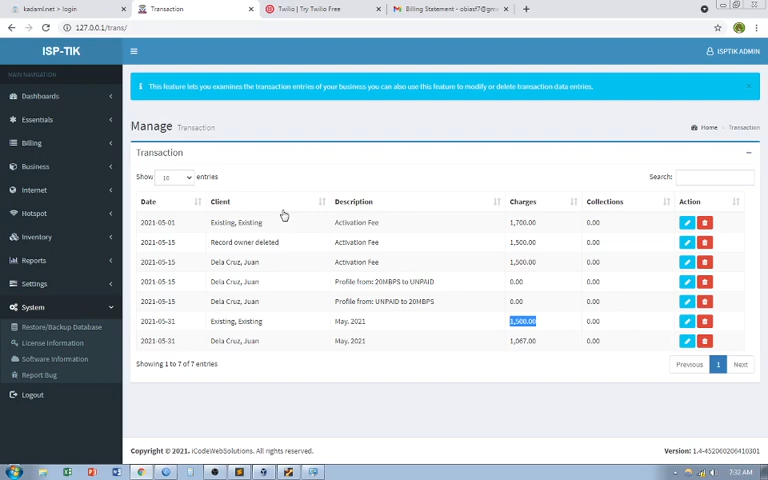 kadaml.net > login
Transaction
Twilio | Try Twilio Free
Billing Statement - obiasf7@gm
127.0.0.1/trans/
ISP-TIK
ISPTIK ADMIN
MAIN NAVIGATION
Dashboards
Essentials
Billing
Business
Internet
Hotspot
Inventory
Reports
Settings
System
Restore/Backup Database
License Information
Software Information
Report Bug
Logout
This feature lets you examines the transaction entries of your business you can also use this feature to modify or delete transaction data entries.
Manage Transaction
Home Transaction
Transaction
Show 10 entries
Search:
Date Client Description Charges Collections Action
2021-05-01 Existing, Existing Activation Fee 1,700.00 0.00
2021-05-15 Record owner deleted Activation Fee 1,500.00 0.00
2021-05-15 Dela Cruz, Juan Activation Fee 1,500.00 0.00
2021-05-15 Dela Cruz, Juan Profile from: 20MBPS to UNPAID 0.00 0.00
2021-05-15 Dela Cruz, Juan Profile from: UNPAID to 20MBPS 0.00 0.00
2021-05-31 Existing, Existing May. 2021 1,500.00 0.00
2021-05-31 Dela Cruz, Juan May. 2021 1,067.00 0.00
Showing 1 to 7 of 7 entries
Previous 1 Next
Copyright © 2021. iCodeWebSolutions. All rights reserved.
Version: 1.4-452060206410301
7:32 AM